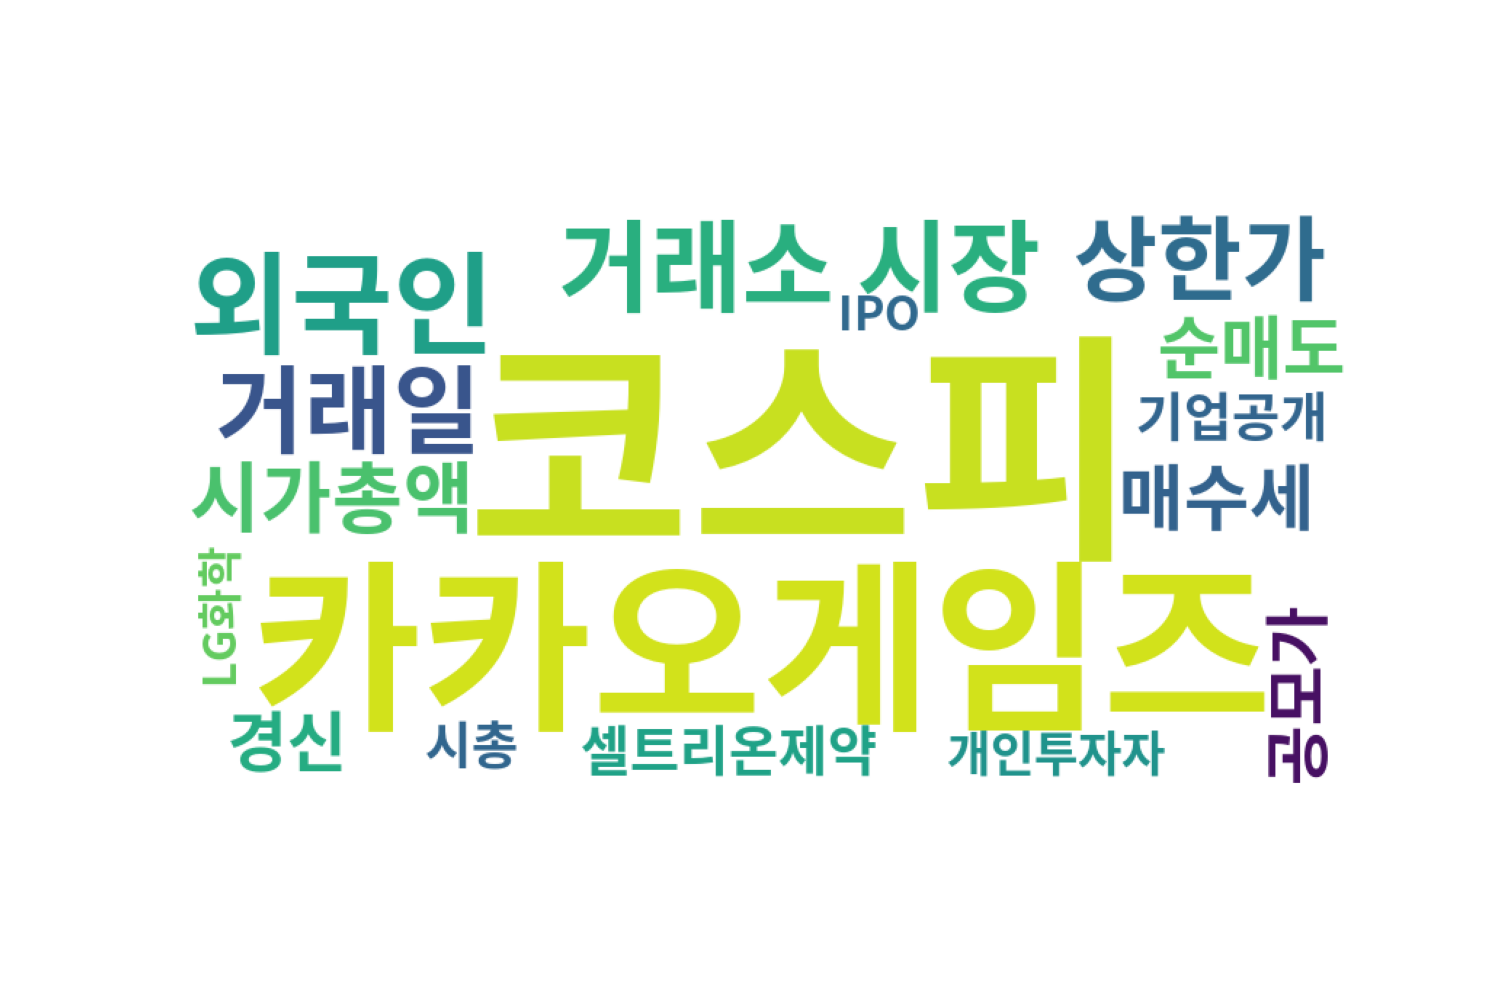 외국인
거래소 시장
상한가
IPO
순매도
거래일
코스피
기업공개
시가총액
매수세
LG화학
카카오게임즈
공모가
경신
시총
셀트리온제약
개인투자자